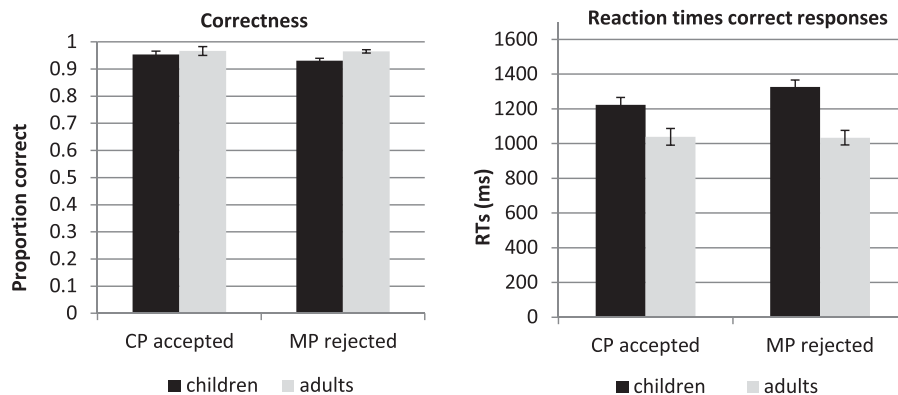 Correctness
Proportion correct
1
0.9
0.8
0.7
0.6
0.5
0.4
0.3
0.2
0.1
0
CP accepted
MP rejected
children
adults
Reaction times correct responses
RTs (ms)
1600
1400
1200
1000
800
600
400
200
0
CP accepted
MP rejected
children
adults